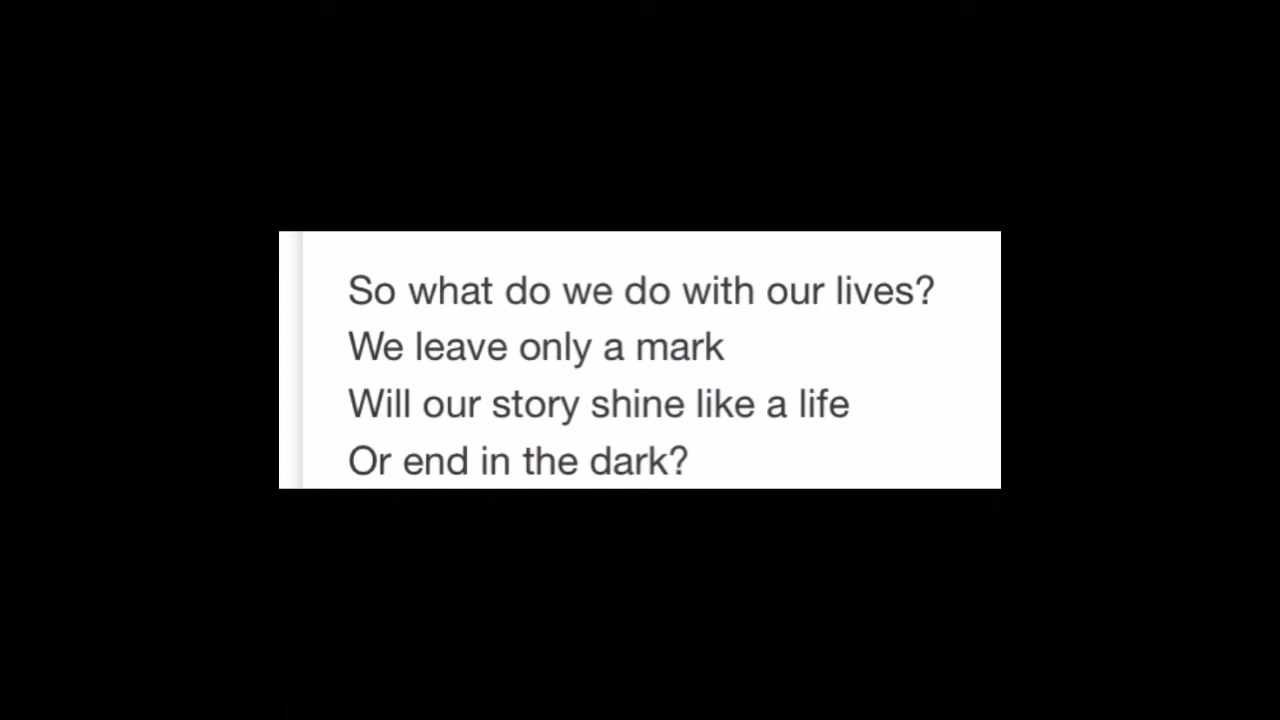 So what do we do with our lives?
We leave only a mark
Will our story shine like a life
Or end in the dark?